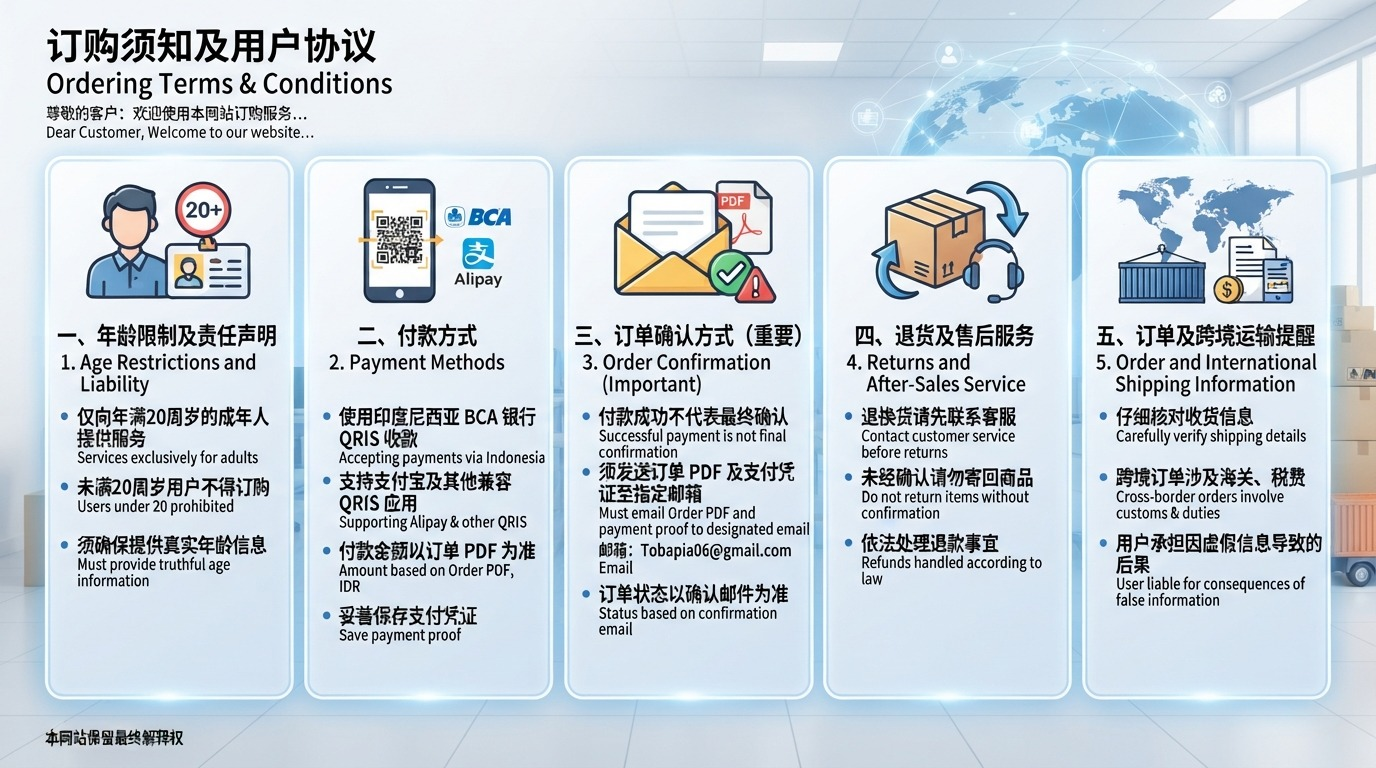 订购须知及用户协议
Ordering Terms & Conditions
尊敬的客户：欢迎使用本网站订购服务...
Dear Customer, Welcome to our website...
20+
一、年龄限制及责任声明
1. Age Restrictions and
Liability
仅向年满20周岁的成年人
提供服务
Services exclusively for adults
未满20周岁用户不得订购
Users under 20 prohibited
须确保提供真实年龄信息
Must provide truthful age
information
BCA
支
Alipay
二、付款方式
2. Payment Methods
使用印度尼西亚 BCA 银行
QRIS 收款
Accepting payments via Indonesia
支持支付宝及其他兼容
QRIS 应用
Supporting Alipay & other QRIS
付款金额以订单 PDF 为准
Amount based on Order PDF,
IDR
妥善保存支付凭证
Save payment proof
PDF
三、订单确认方式（重要）
3. Order Confirmation
(Important)
付款成功不代表最终确认
Successful payment is not final
confirmation
须发送订单 PDF 及支付凭
证至指定邮箱
Must email Order PDF and
payment proof to designated email
邮箱：Tobapia06@gmail.com
Email
订单状态以确认邮件为准
Status based on confirmation
email
四、退货及售后服务
4. Returns and
After-Sales Service
退换货请先联系客服
Contact customer service
before returns
未经确认请勿寄回商品
Do not return items without
confirmation
依法处理退款事宜
Refunds handled according to
law
$
五、订单及跨境运输提醒
5. Order and International
Shipping Information
仔细核对收货信息
Carefully verify shipping details
跨境订单涉及海关、税费
Cross-border orders involve
customs & duties
用户承担因虚假信息导致的
后果
User liable for consequences of
false information
本网站保留最终解释权